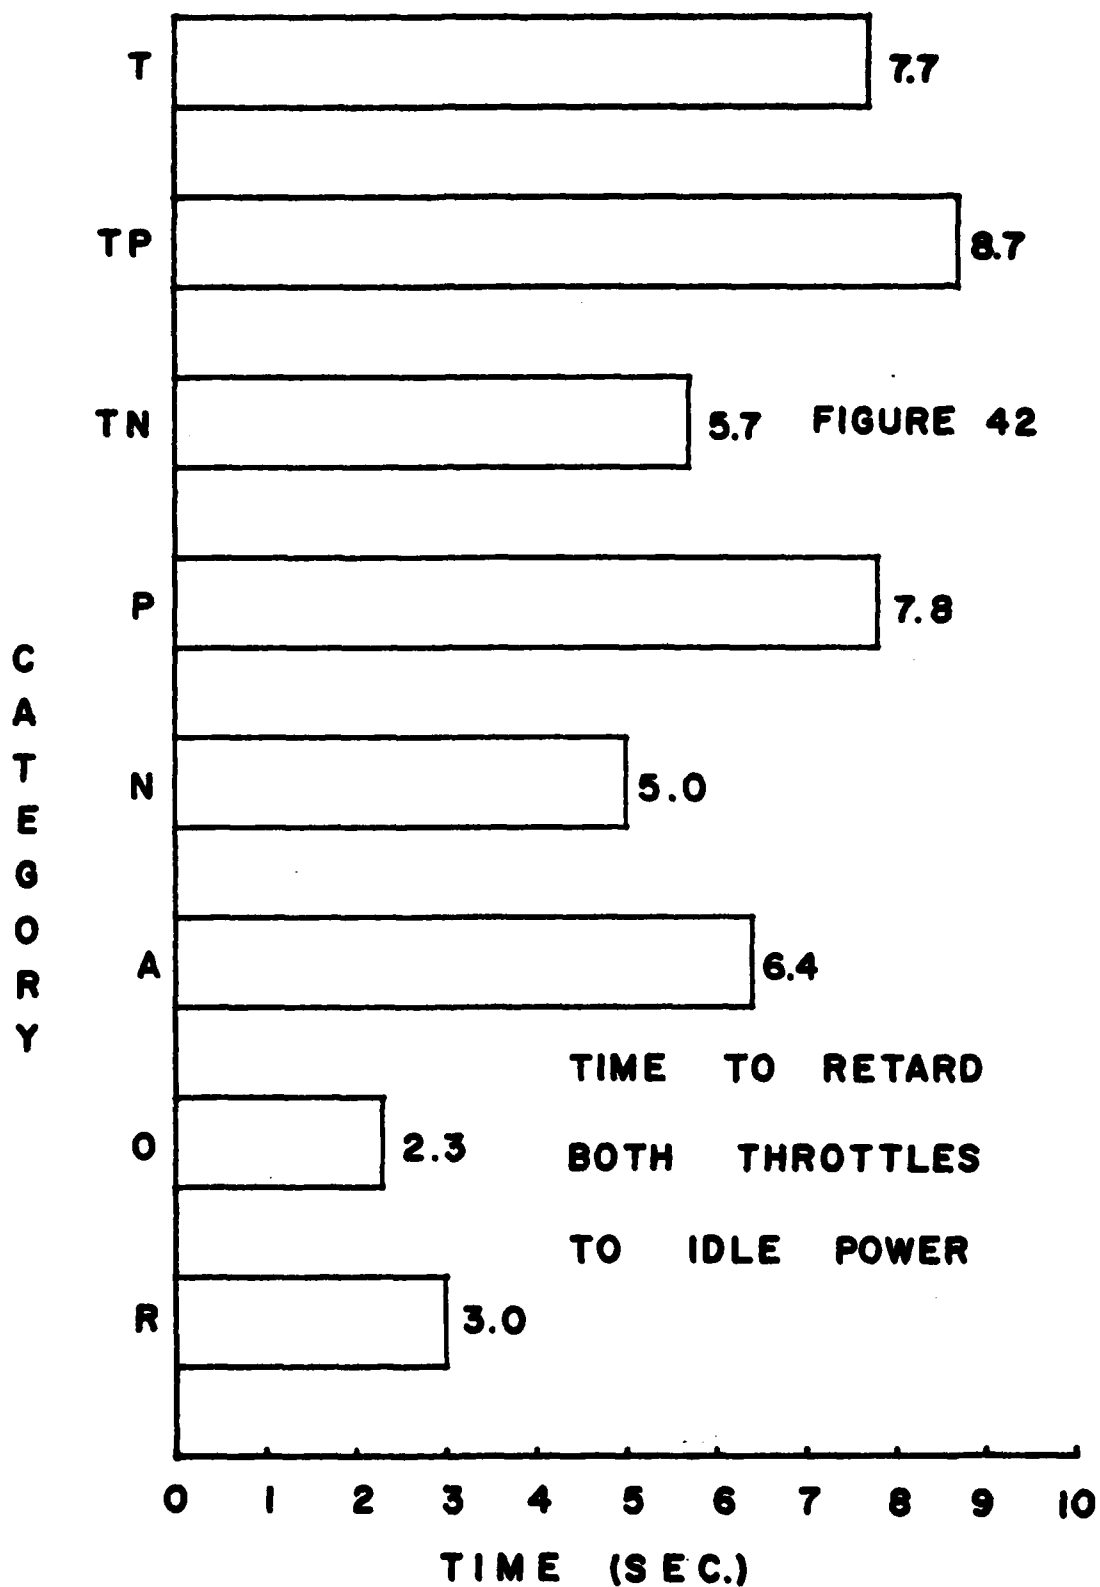 T 7.7
TP 8.7
TN 5.7 FIGURE 42
P 7.8
N 5.0
A 6.4
O 2.3
R 3.0
CATEGORY
TIME TO RETARD
BOTH THROTTLES
TO IDLE POWER
0 1 2 3 4 5 6 7 8 9 10
TIME (SEC.)